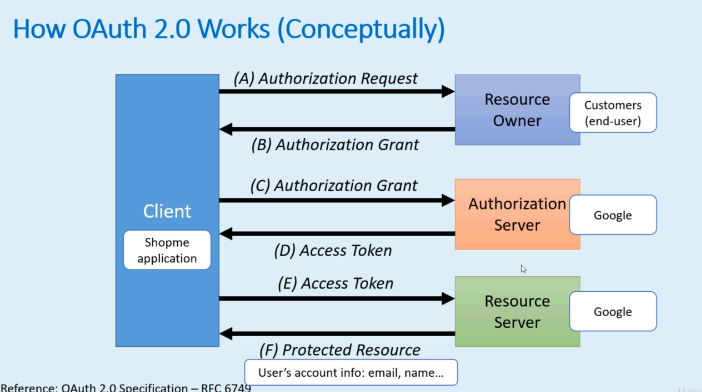 How OAuth 2.0 Works (Conceptually)
(A) Authorization Request
Resource
Owner
Customers
(end-user)
(B) Authorization Grant
(C) Authorization Grant
Client
Shopme
application
Authorization
Server
Google
(D) Access Token
(E) Access Token
Resource
Server
Google
(F) Protected Resource
User's account info: email, name...
Reference: OAuth 2.0 Specification – RFC 6749